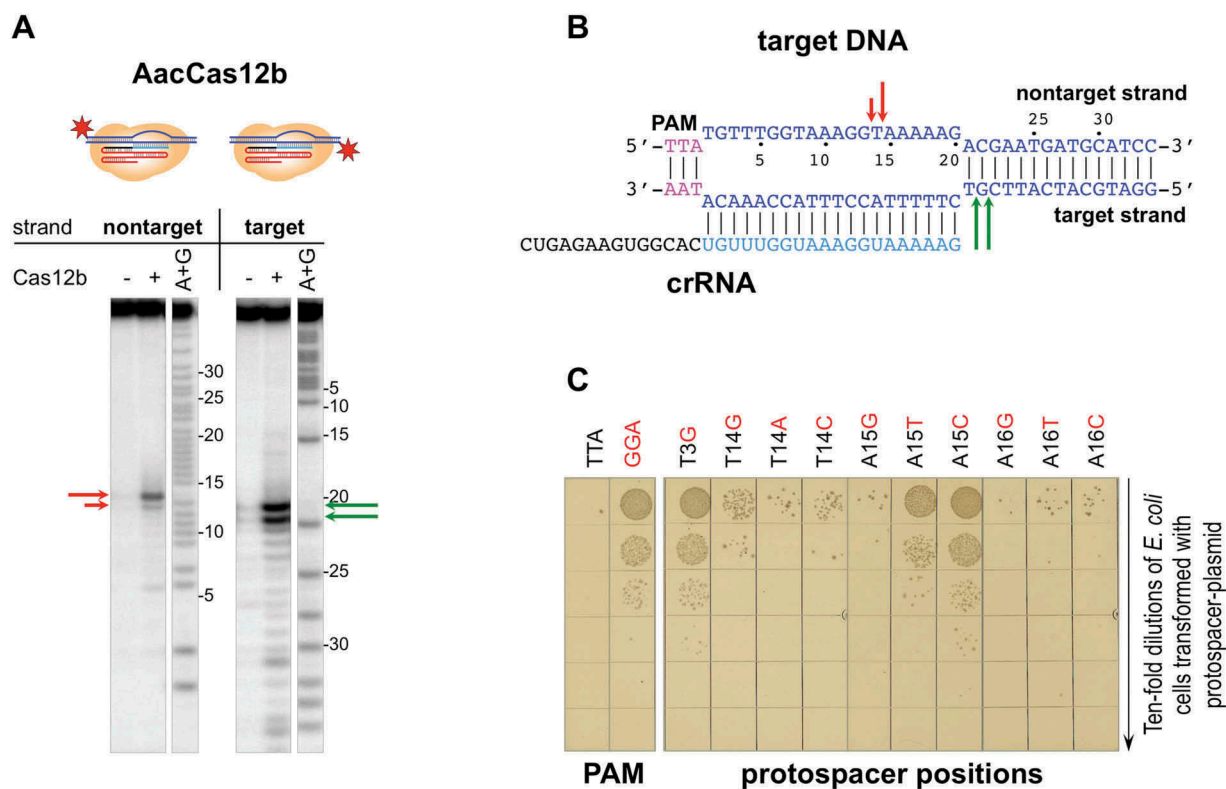 A
AacCas12b
strand nontarget target
Cas12b - + A+G - + A+G
-30
-25
-20
-15
-10
-5
-5
-10
-15
-20
-25
-30
B
target DNA
nontarget strand
PAM TGTTTGGTAAAGGTAAAAAG 25 30
5'-TTA ACGAATGATGCATCC-3'
5 10 15 20
3'-AAT TGCTTACTACGTAGG-5'
ACAAACCATTTCCATTTTTC target strand
CUGAGAAGUGGCACUGUUUGGUAAAGGUAAAAAG
crRNA
C
TTA GGA T3G T14G T14A T14C A15G A15T A15C A16G A16T A16C
Ten-fold dilutions of E. coli
cells transformed with
protospacer-plasmid
PAM protospacer positions